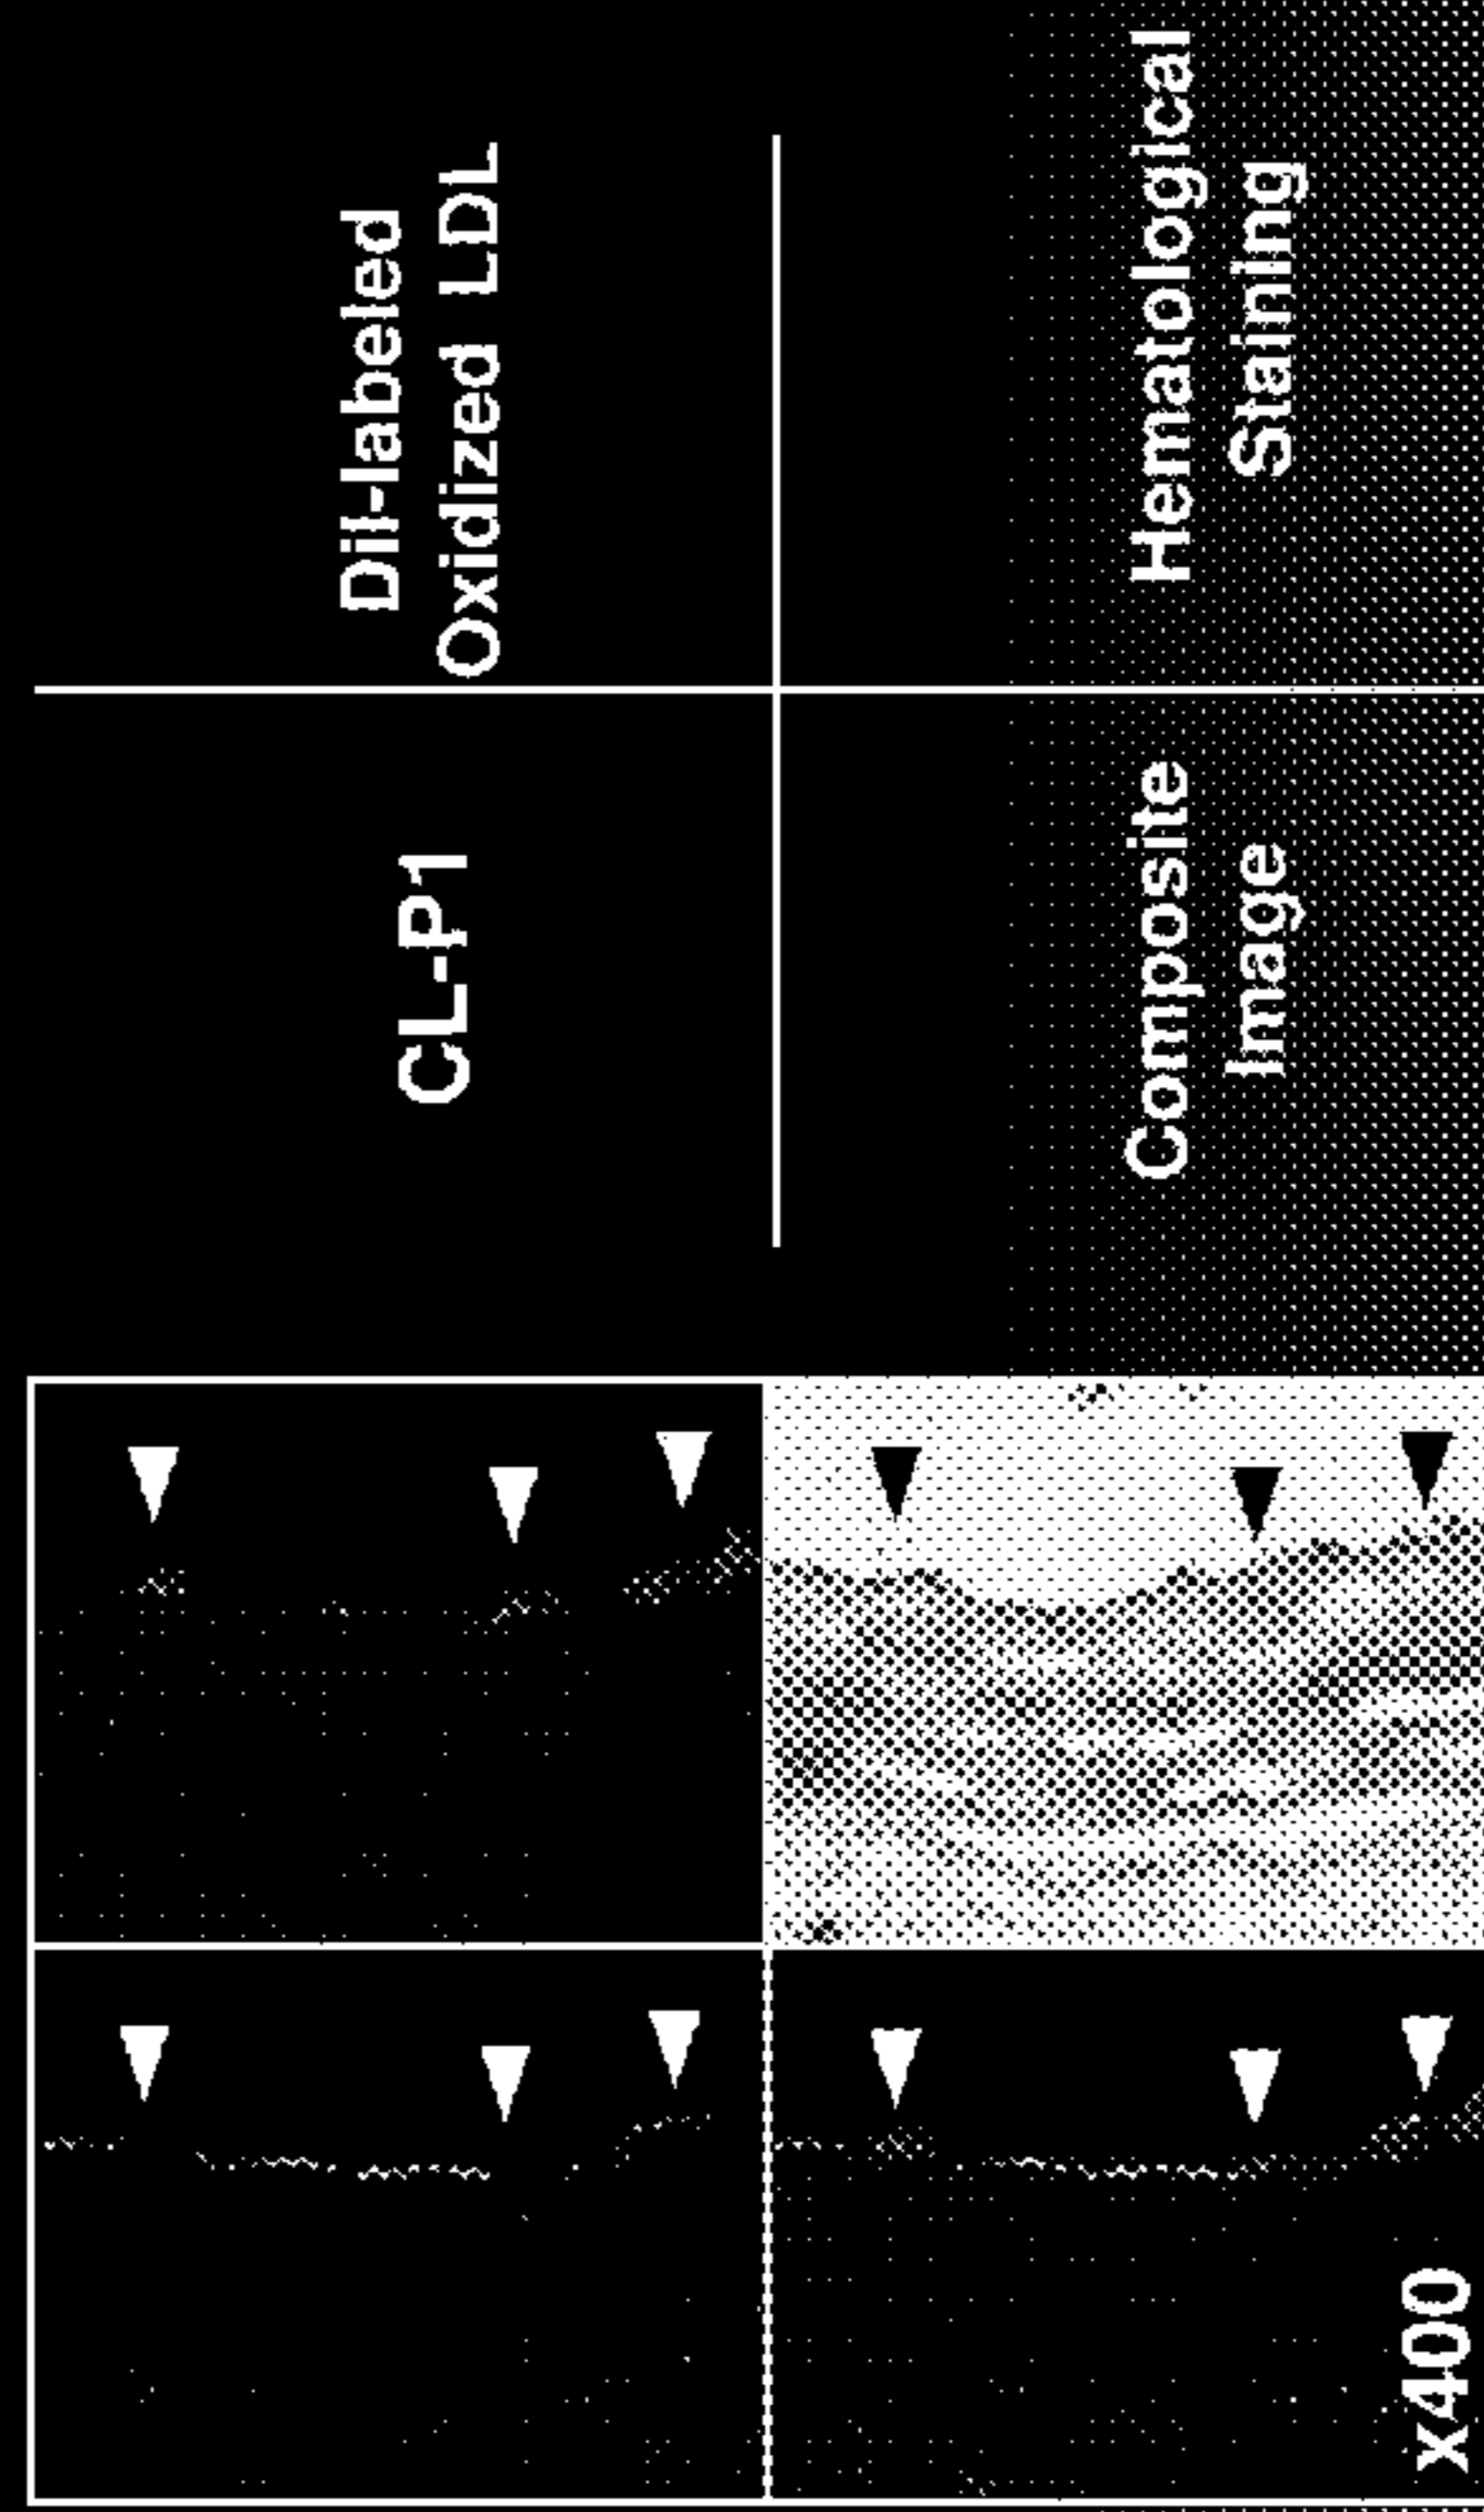 CL-P1
DiI-labeled
Oxidized LDL
Composite
Image
Hematological
Staining
x400